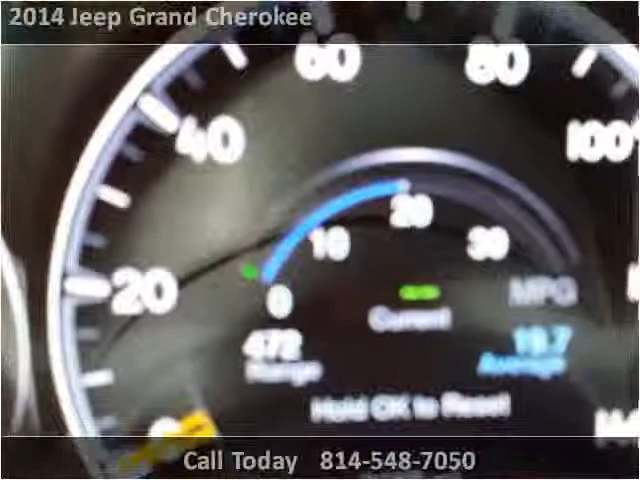 2014 Jeep Grand Cherokee
60 80
40 100
20
10 30
20
0 MPG
Current
472 19.7
Range Average
Hold OK to Reset
Call Today 814-548-7050